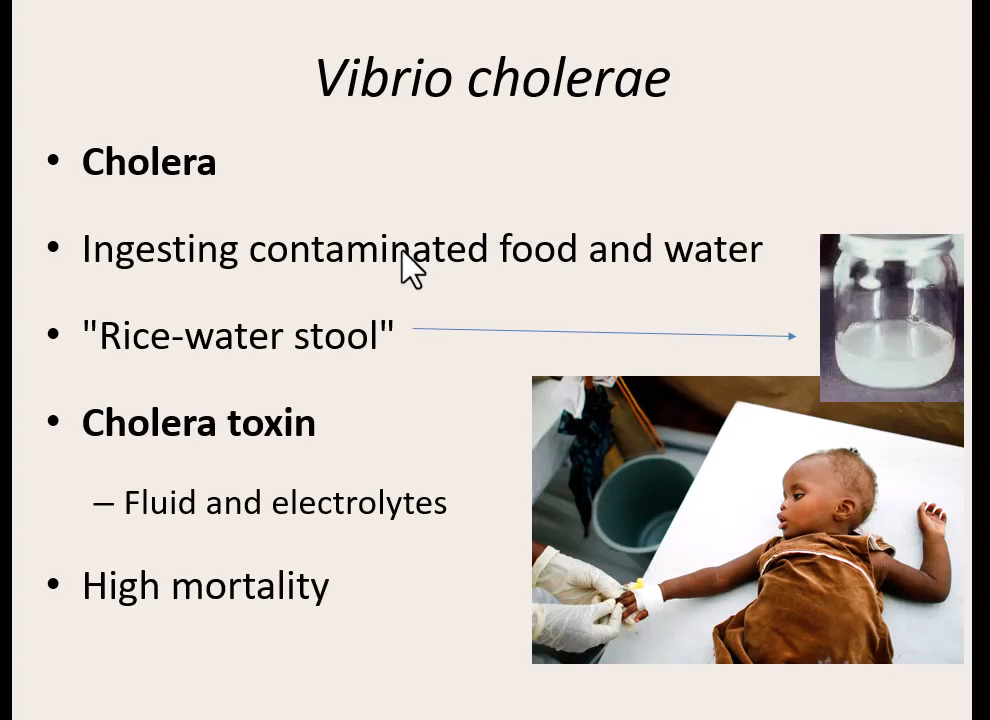 Vibrio cholerae
• Cholera
• Ingesting contaminated food and water
• "Rice-water stool"
• Cholera toxin
– Fluid and electrolytes
• High mortality